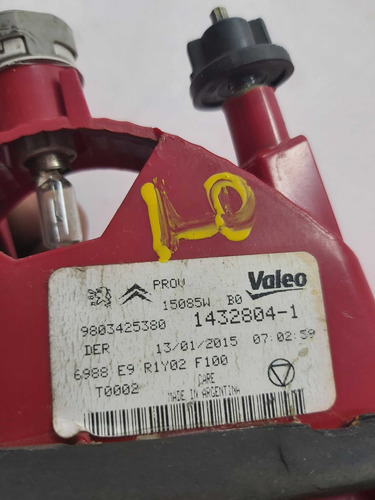 PROV
15085W B0
Valeo
9803425380
1432804-1
DER
13/01/2015
07:02:59
6988 E9 R1Y02 F100
T0002
CARE
MADE IN ARGENTINA